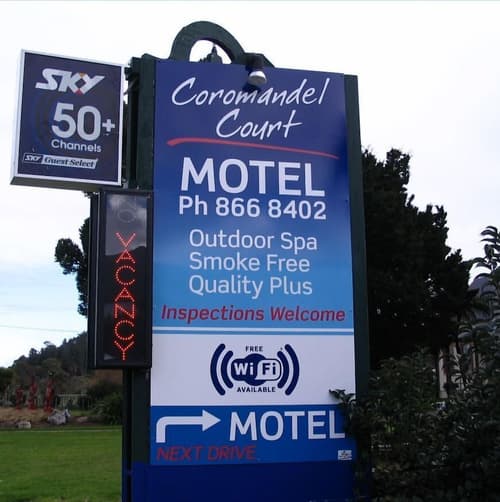 SKY
50+
Channels
SKY Guest Select
VACANCY
Coromandel
Court
MOTEL
Ph 866 8402
Outdoor Spa
Smoke Free
Quality Plus
Inspections Welcome
FREE
WiFi
AVAILABLE
MOTEL
NEXT DRIVE